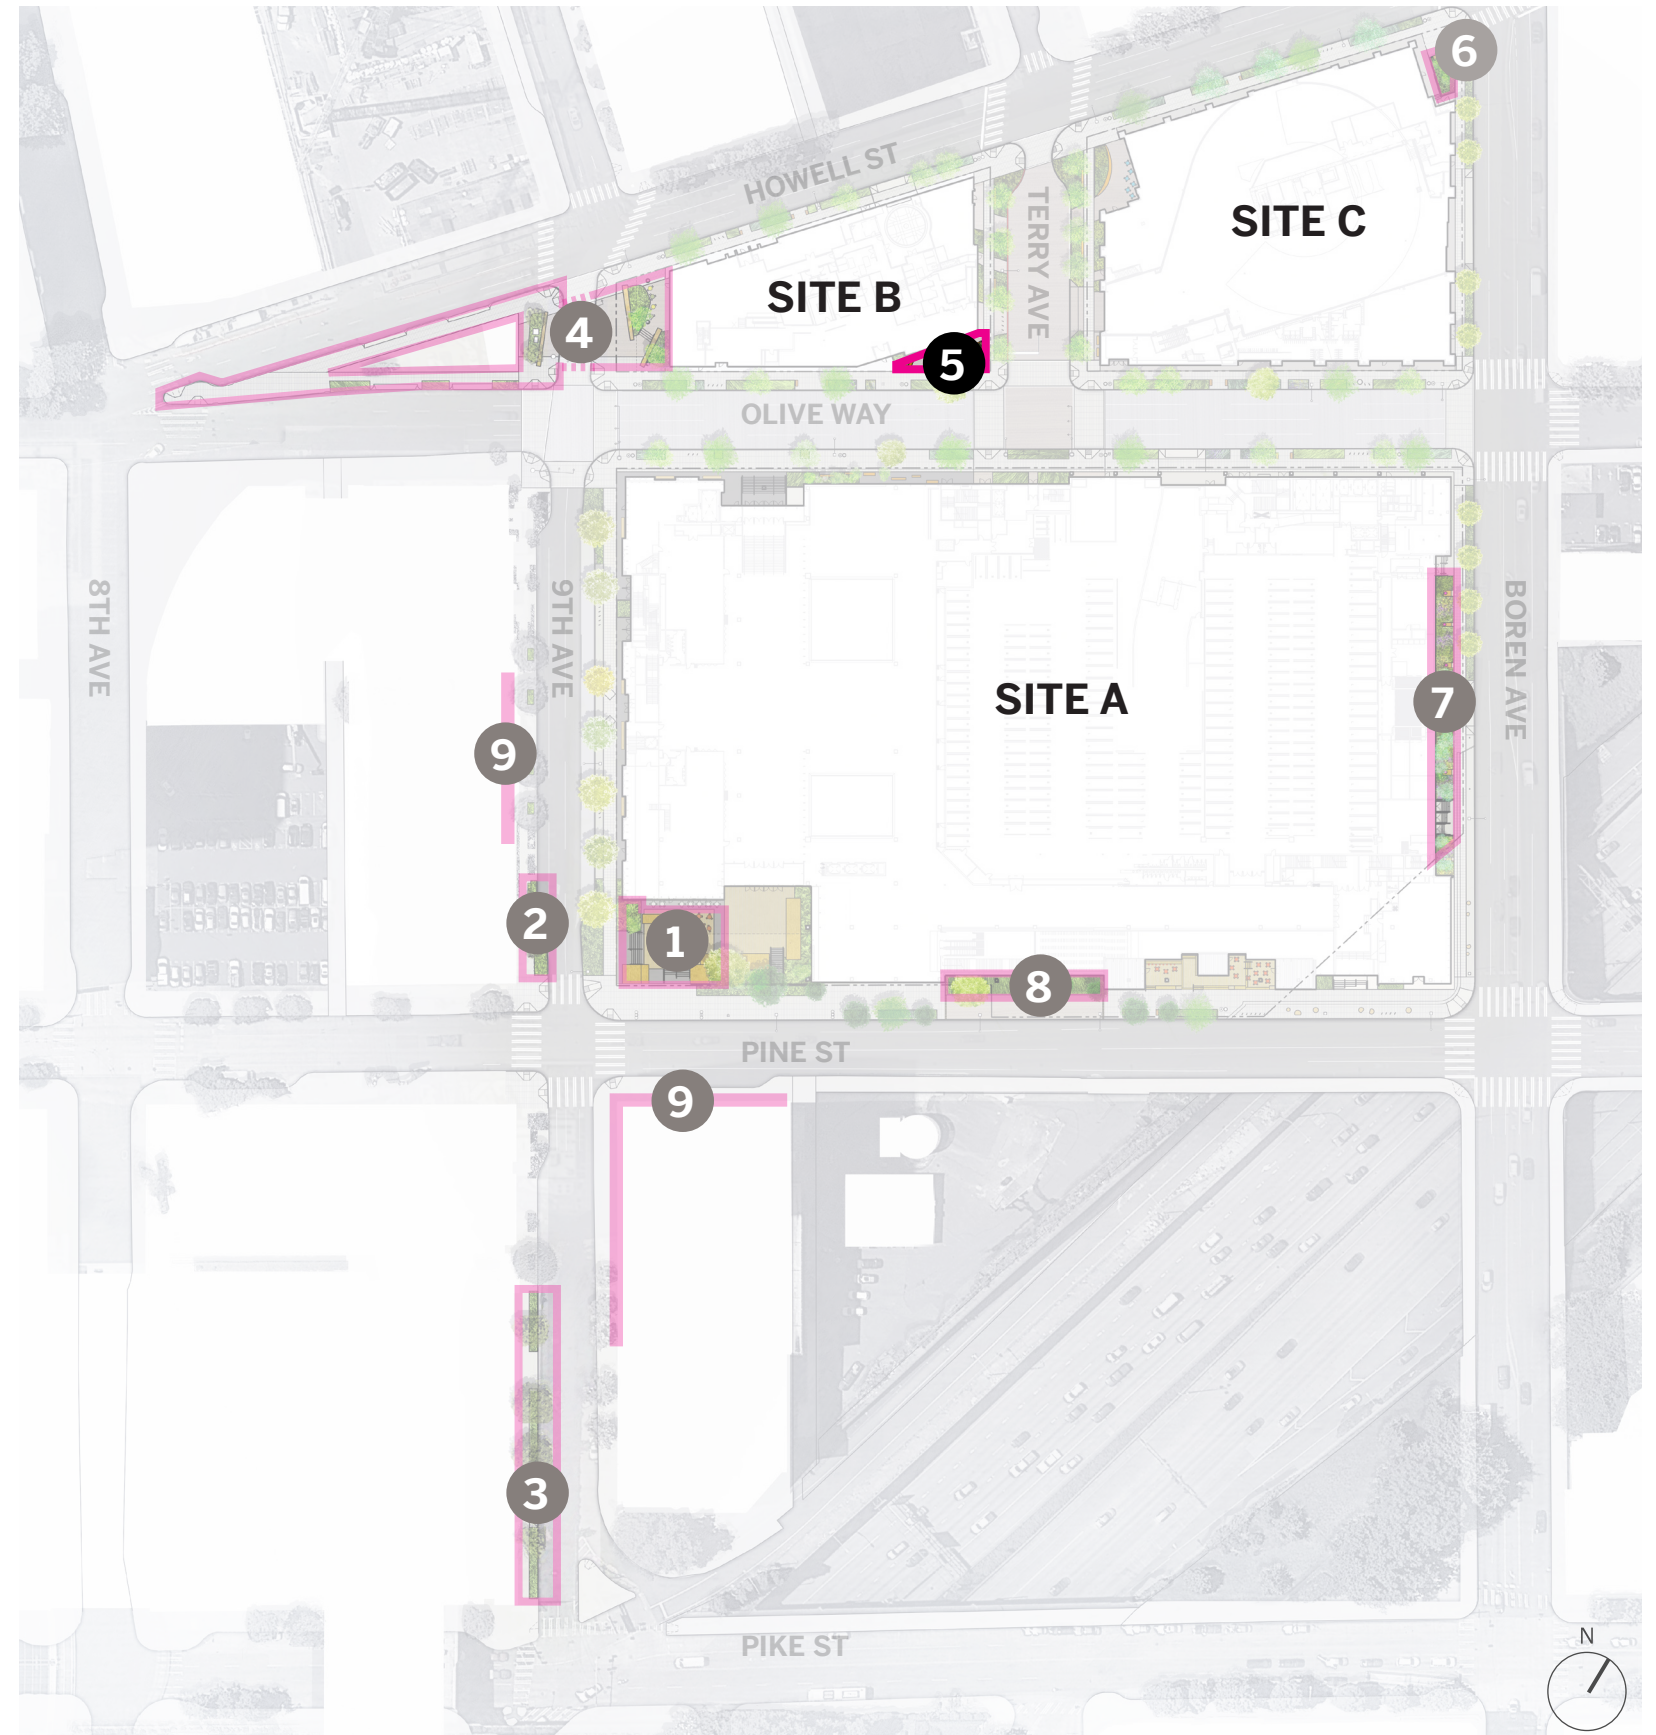 6
HOWELL ST
TERRY AVE
SITE C
SITE B
4
5
OLIVE WAY
8TH AVE
9TH AVE
BOREN AVE
SITE A
7
9
2
1
8
PINE ST
9
3
N
PIKE ST